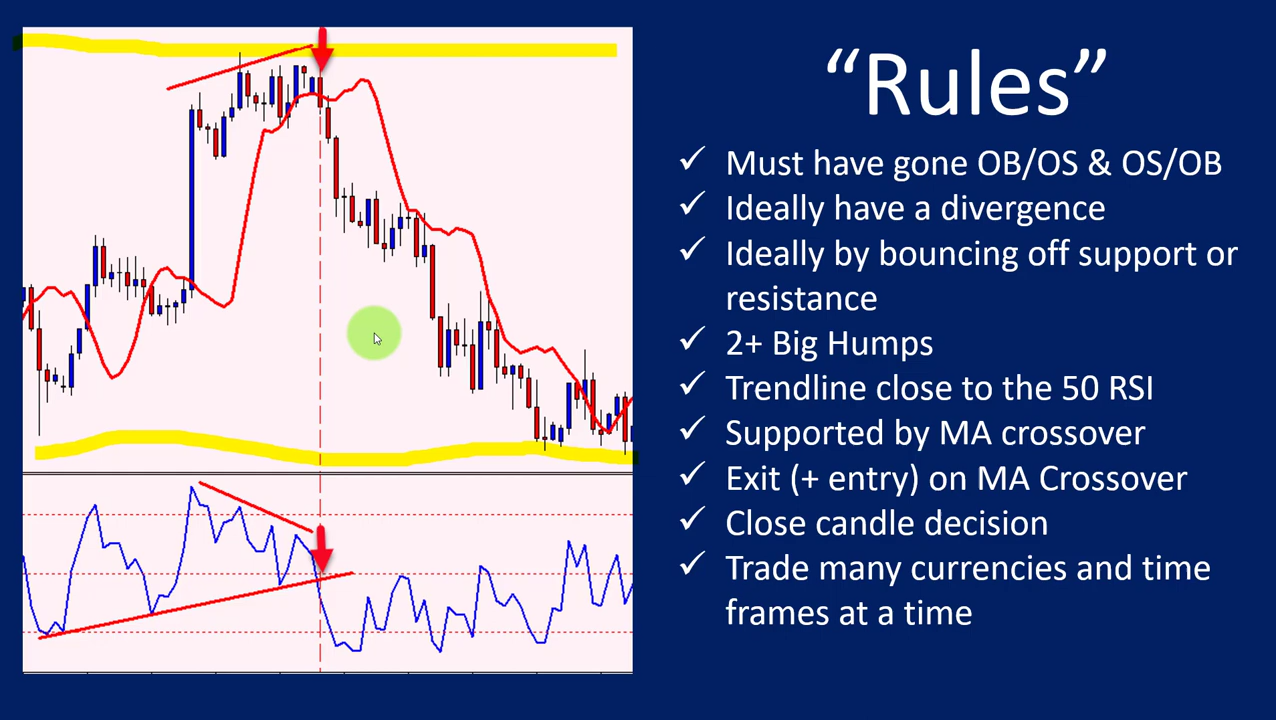 “Rules”
✓ Must have gone OB/OS & OS/OB
✓ Ideally have a divergence
✓ Ideally by bouncing off support or
resistance
✓ 2+ Big Humps
✓ Trendline close to the 50 RSI
✓ Supported by MA crossover
✓ Exit (+ entry) on MA Crossover
✓ Close candle decision
✓ Trade many currencies and time
frames at a time